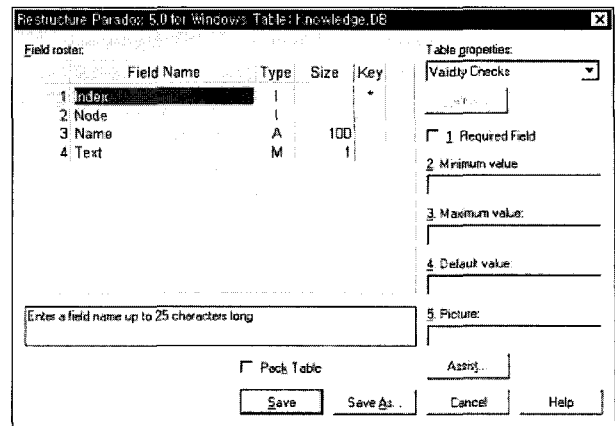 Restructure Paradox 5.0 for Windows Table: Knowledge.DB
Field roster:
Field Name Type Size Key
1 Index I *
2 Node I
3 Name A 100
4 Text M 1
Enter a field name up to 25 characters long
Pack Table
Save Save As... Cancel Help
Table properties:
Validity Checks
1 Required Field
2. Minimum value
3. Maximum value:
4. Default value:
5. Picture:
Assist...